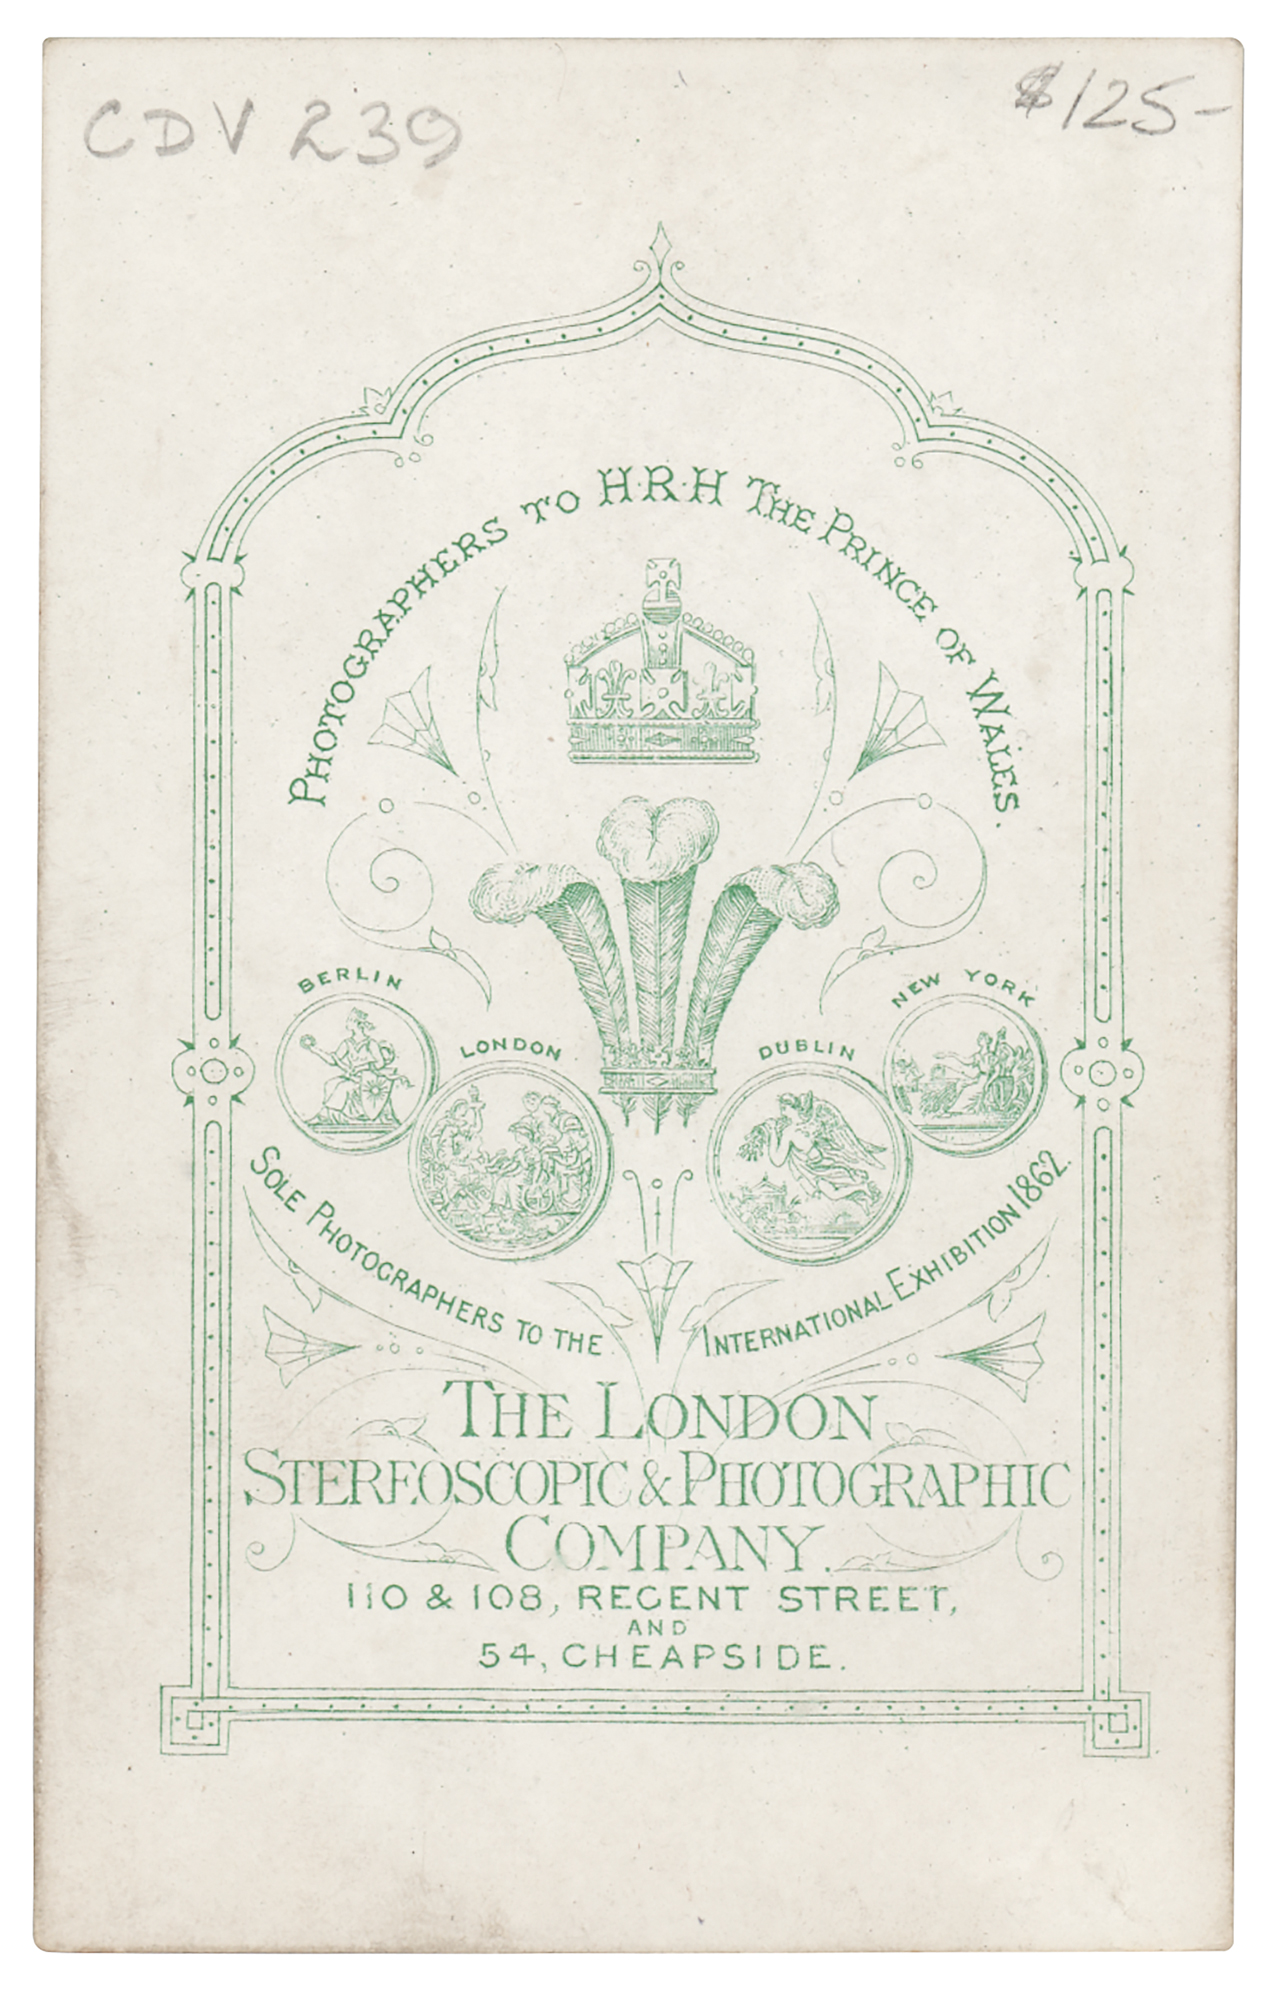 CDV 239
$125-
PHOTOGRAPHERS TO H·R·H THE PRINCE OF WALES.
BERLIN
NEW YORK
LONDON
DUBLIN
SOLE PHOTOGRAPHERS TO THE INTERNATIONAL EXHIBITION 1862.
THE LONDON
STEREOSCOPIC & PHOTOGRAPHIC
COMPANY.
110 & 108, REGENT STREET,
AND
54, CHEAPSIDE.